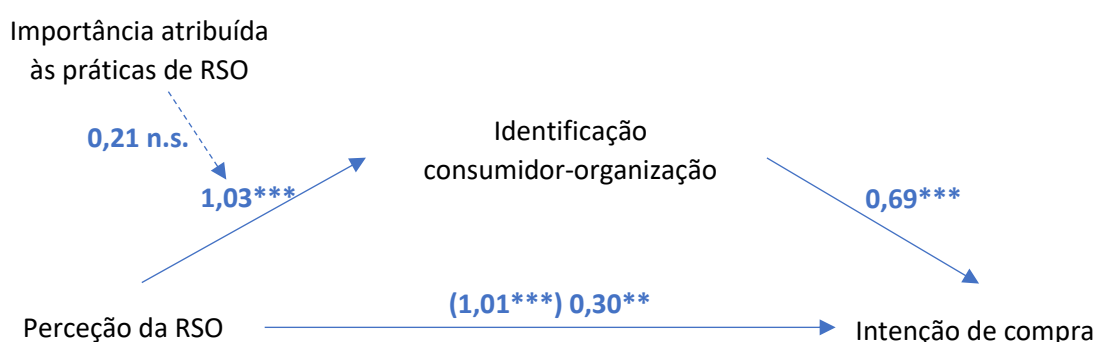 Importância atribuída
às práticas de RSO
0,21 n.s.
Identificação
consumidor-organização
1,03***
0,69***
(1,01***) 0,30**
Perceção da RSO
Intenção de compra